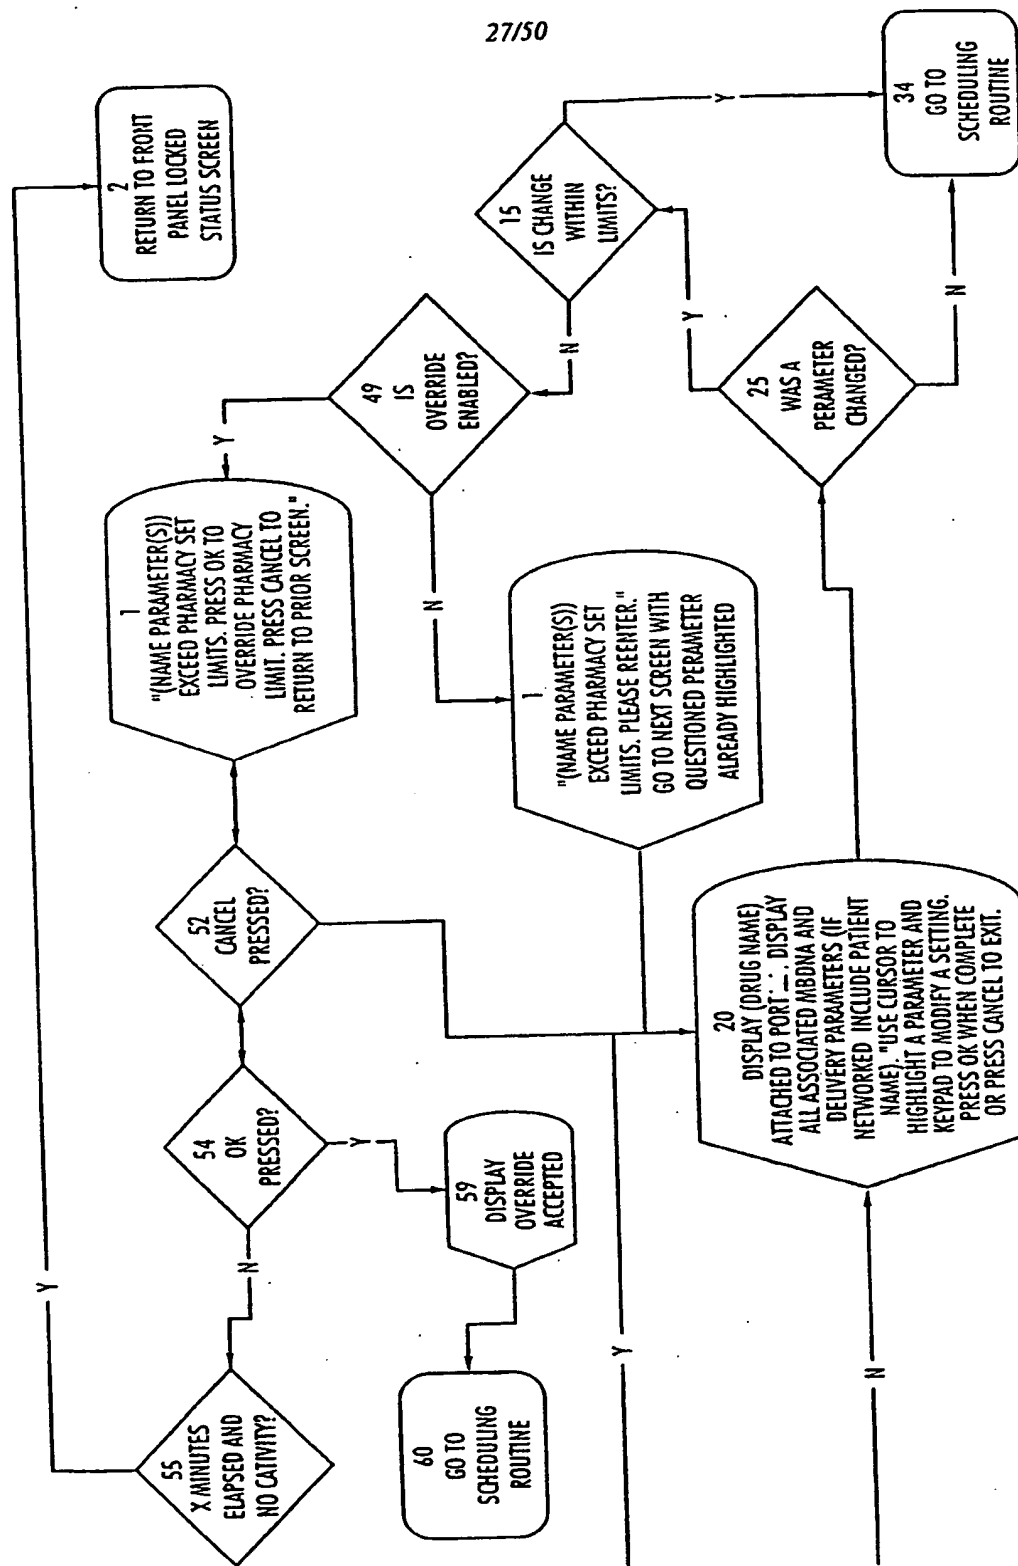 27/50
2
RETURN TO FRONT
PANEL LOCKED
STATUS SCREEN
Y
55
X MINUTES
ELAPSED AND
NO CATIVITY?
N
54
OK
PRESSED?
Y
52
CANCEL
PRESSED?
1
"(NAME PARAMETER(S))
EXCEED PHARMACY SET
LIMITS. PRESS OK TO
OVERRIDE PHARMACY
LIMIT. PRESS CANCEL TO
RETURN TO PRIOR SCREEN."
Y
49
IS
OVERRIDE
ENABLED?
N
15
IS CHANGE
WITHIN
LIMITS?
Y
60
GO TO
SCHEDULING
ROUTINE
59
DISPLAY
OVERRIDE
ACCEPTED
N
1
"(NAME PARAMETER(S))
EXCEED PHARMACY SET
LIMITS. PLEASE REENTER."
GO TO NEXT SCREEN WITH
QUESTIONED PERAMETER
ALREADY HIGHLIGHTED
Y
Y
20
DISPLAY (DRUG NAME)
ATTACHED TO PORT __. DISPLAY
ALL ASSOCIATED MBDNA AND
DELIVERY PARAMETERS (IF
NETWORKED INCLUDE PATIENT
NAME). "USE CURSOR TO
HIGHLIGHT A PARAMETER AND
KEYPAD TO MODIFY A SETTING.
PRESS OK WHEN COMPLETE
OR PRESS CANCEL TO EXIT.
N
25
WAS A
PERAMETER
CHANGED?
N
34
GO TO
SCHEDULING
ROUTINE